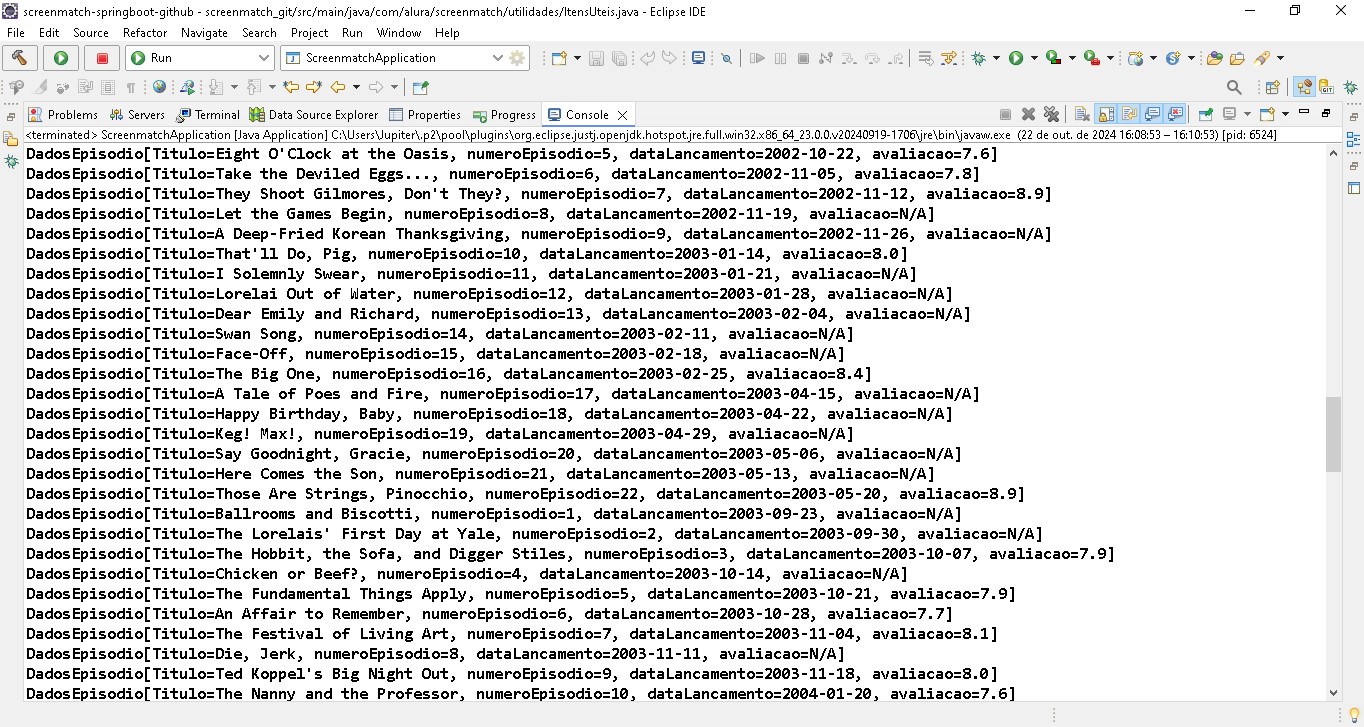 screenmatch-springboot-github - screenmatch_git/src/main/java/com/alura/screenmatch/utilidades/ItensUteis.java - Eclipse IDE
File Edit Source Refactor Navigate Search Project Run Window Help
Run ScreenmatchApplication
Problems Servers Terminal Data Source Explorer Properties Progress Console
<terminated> ScreenmatchApplication [Java Application] C:\Users\Jupiter\.p2\pool\plugins\org.eclipse.justj.openjdk.hotspot.jre.full.win32.x86_64_23.0.0.v20240919-1706\jre\bin\javaw.exe (22 de out. de 2024 16:08:53 – 16:10:53) [pid: 6524]
DadosEpisodio[Titulo=Eight O'Clock at the Oasis, numeroEpisodio=5, dataLancamento=2002-10-22, avaliacao=7.6]
DadosEpisodio[Titulo=Take the Deviled Eggs..., numeroEpisodio=6, dataLancamento=2002-11-05, avaliacao=7.8]
DadosEpisodio[Titulo=They Shoot Gilmores, Don't They?, numeroEpisodio=7, dataLancamento=2002-11-12, avaliacao=8.9]
DadosEpisodio[Titulo=Let the Games Begin, numeroEpisodio=8, dataLancamento=2002-11-19, avaliacao=N/A]
DadosEpisodio[Titulo=A Deep-Fried Korean Thanksgiving, numeroEpisodio=9, dataLancamento=2002-11-26, avaliacao=N/A]
DadosEpisodio[Titulo=That'll Do, Pig, numeroEpisodio=10, dataLancamento=2003-01-14, avaliacao=8.0]
DadosEpisodio[Titulo=I Solemnly Swear, numeroEpisodio=11, dataLancamento=2003-01-21, avaliacao=N/A]
DadosEpisodio[Titulo=Lorelai Out of Water, numeroEpisodio=12, dataLancamento=2003-01-28, avaliacao=N/A]
DadosEpisodio[Titulo=Dear Emily and Richard, numeroEpisodio=13, dataLancamento=2003-02-04, avaliacao=N/A]
DadosEpisodio[Titulo=Swan Song, numeroEpisodio=14, dataLancamento=2003-02-11, avaliacao=N/A]
DadosEpisodio[Titulo=Face-Off, numeroEpisodio=15, dataLancamento=2003-02-18, avaliacao=N/A]
DadosEpisodio[Titulo=The Big One, numeroEpisodio=16, dataLancamento=2003-02-25, avaliacao=8.4]
DadosEpisodio[Titulo=A Tale of Poes and Fire, numeroEpisodio=17, dataLancamento=2003-04-15, avaliacao=N/A]
DadosEpisodio[Titulo=Happy Birthday, Baby, numeroEpisodio=18, dataLancamento=2003-04-22, avaliacao=N/A]
DadosEpisodio[Titulo=Keg! Max!, numeroEpisodio=19, dataLancamento=2003-04-29, avaliacao=N/A]
DadosEpisodio[Titulo=Say Goodnight, Gracie, numeroEpisodio=20, dataLancamento=2003-05-06, avaliacao=N/A]
DadosEpisodio[Titulo=Here Comes the Son, numeroEpisodio=21, dataLancamento=2003-05-13, avaliacao=N/A]
DadosEpisodio[Titulo=Those Are Strings, Pinocchio, numeroEpisodio=22, dataLancamento=2003-05-20, avaliacao=8.9]
DadosEpisodio[Titulo=Ballrooms and Biscotti, numeroEpisodio=1, dataLancamento=2003-09-23, avaliacao=N/A]
DadosEpisodio[Titulo=The Lorelais' First Day at Yale, numeroEpisodio=2, dataLancamento=2003-09-30, avaliacao=N/A]
DadosEpisodio[Titulo=The Hobbit, the Sofa, and Digger Stiles, numeroEpisodio=3, dataLancamento=2003-10-07, avaliacao=7.9]
DadosEpisodio[Titulo=Chicken or Beef?, numeroEpisodio=4, dataLancamento=2003-10-14, avaliacao=N/A]
DadosEpisodio[Titulo=The Fundamental Things Apply, numeroEpisodio=5, dataLancamento=2003-10-21, avaliacao=7.9]
DadosEpisodio[Titulo=An Affair to Remember, numeroEpisodio=6, dataLancamento=2003-10-28, avaliacao=7.7]
DadosEpisodio[Titulo=The Festival of Living Art, numeroEpisodio=7, dataLancamento=2003-11-04, avaliacao=8.1]
DadosEpisodio[Titulo=Die, Jerk, numeroEpisodio=8, dataLancamento=2003-11-11, avaliacao=N/A]
DadosEpisodio[Titulo=Ted Koppel's Big Night Out, numeroEpisodio=9, dataLancamento=2003-11-18, avaliacao=8.0]
DadosEpisodio[Titulo=The Nanny and the Professor, numeroEpisodio=10, dataLancamento=2004-01-20, avaliacao=7.6]